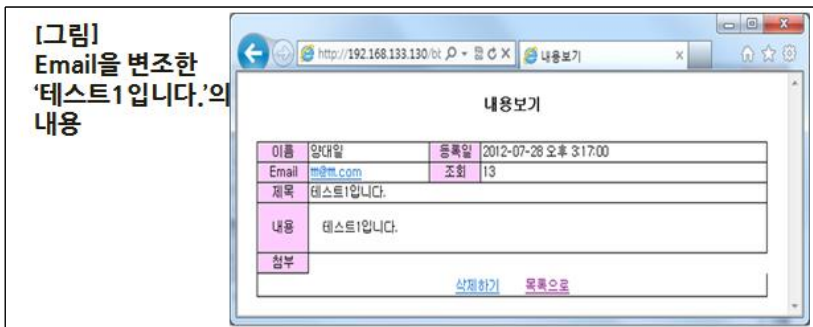 [그림]
Email을 변조한
‘테스트1 입니다.’의
내용
http://192.168.133.130/bt
내용보기
내용보기
이름 양대일 등록일 2012-07-28 오후 3:17:00
Email ttt@ttt.com 조회 13
제목 테스트1입니다.
내용 테스트1입니다.
첨부
삭제하기 목록으로